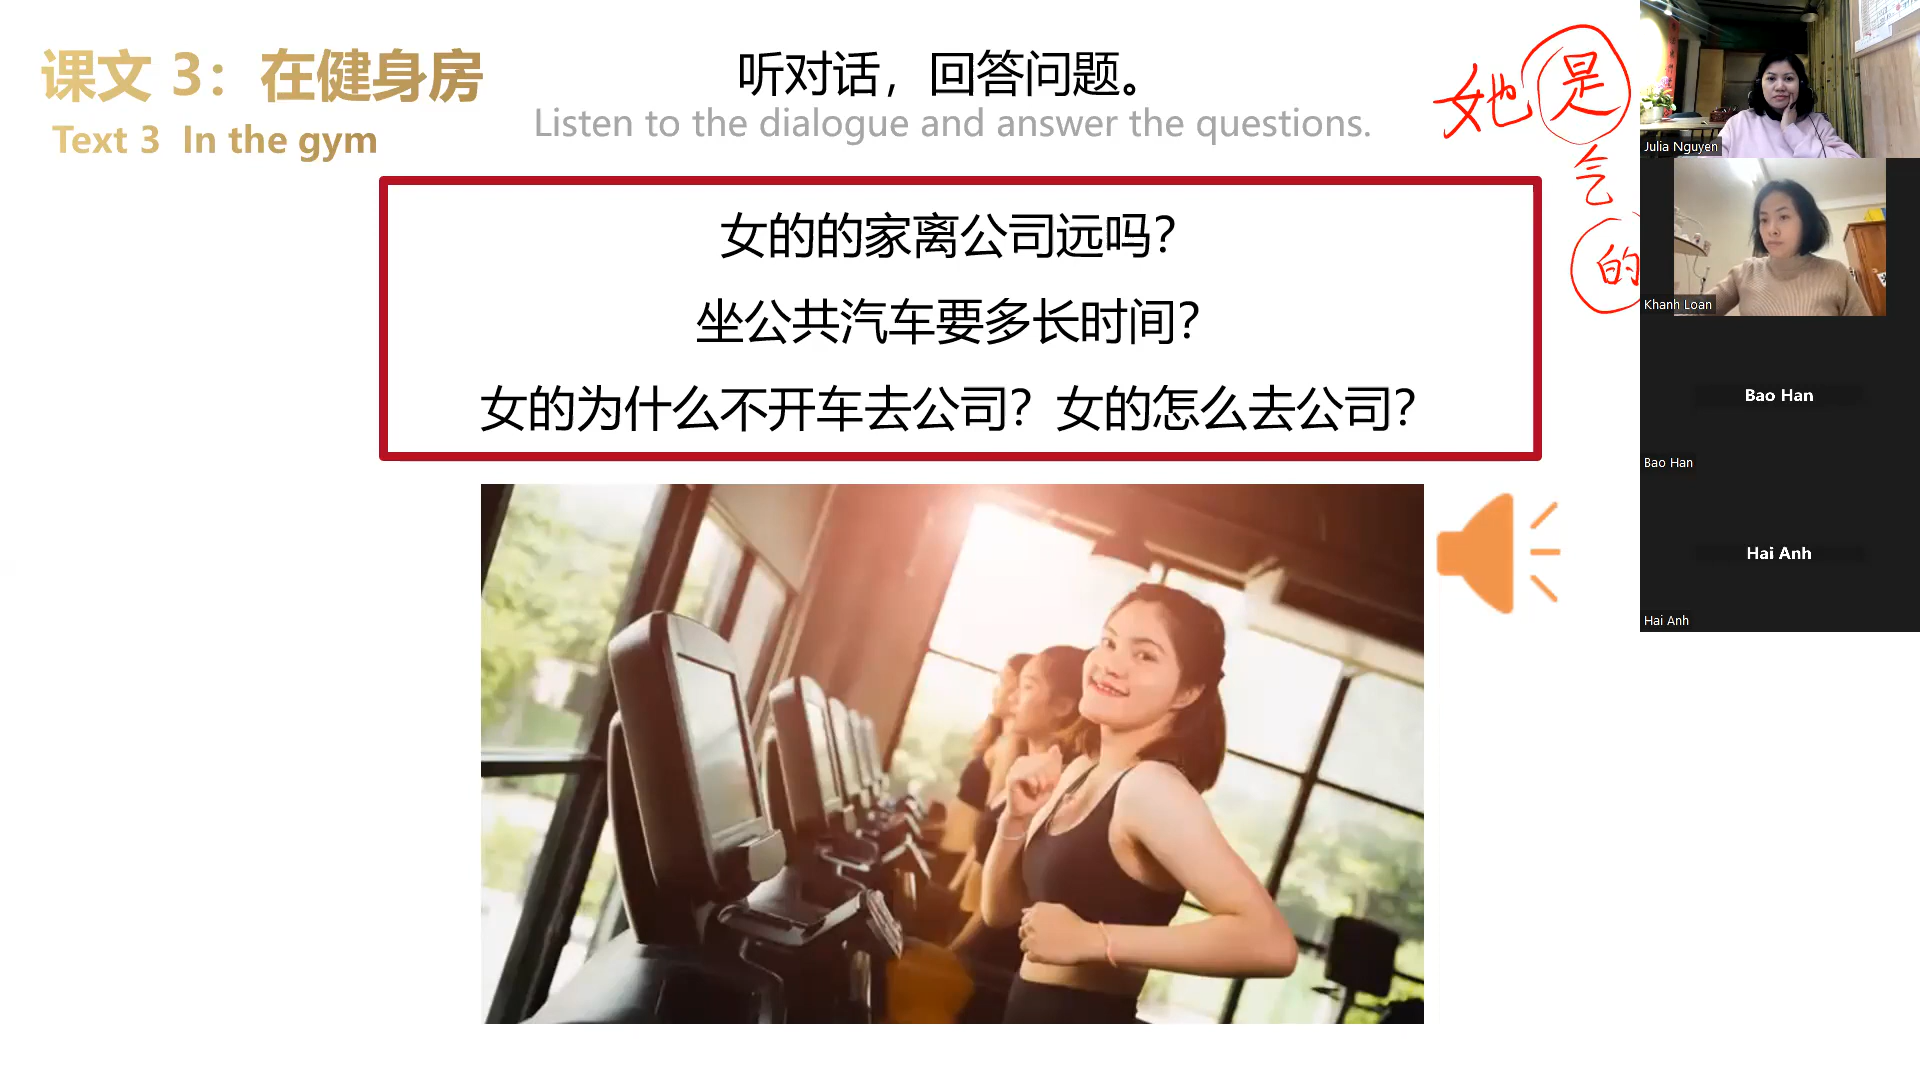 课文 3：在健身房
Text 3 In the gym
听对话，回答问题。
Listen to the dialogue and answer the questions.
女的的家离公司远吗？
坐公共汽车要多长时间？
女的为什么不开车去公司？女的怎么去公司？
她是
的
Julia Nguyen
Khanh Loan
Bao Han
Bao Han
Hai Anh
Hai Anh